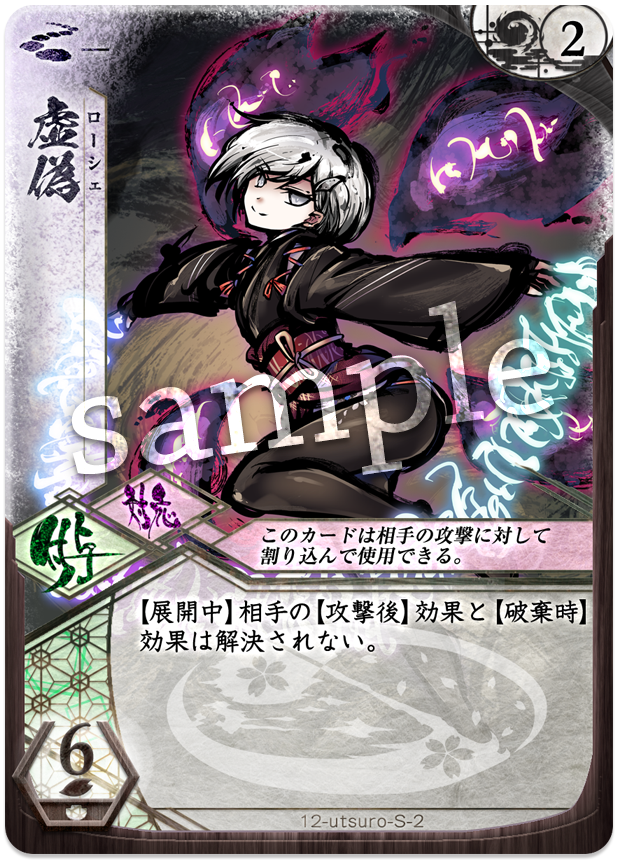 2
虚偽
ローシェ
sample
付与
対応
このカードは相手の攻撃に対して
割り込んで使用できる。
【展開中】相手の【攻撃後】効果と【破棄時】
効果は解決されない。
6
12-utsuro-S-2